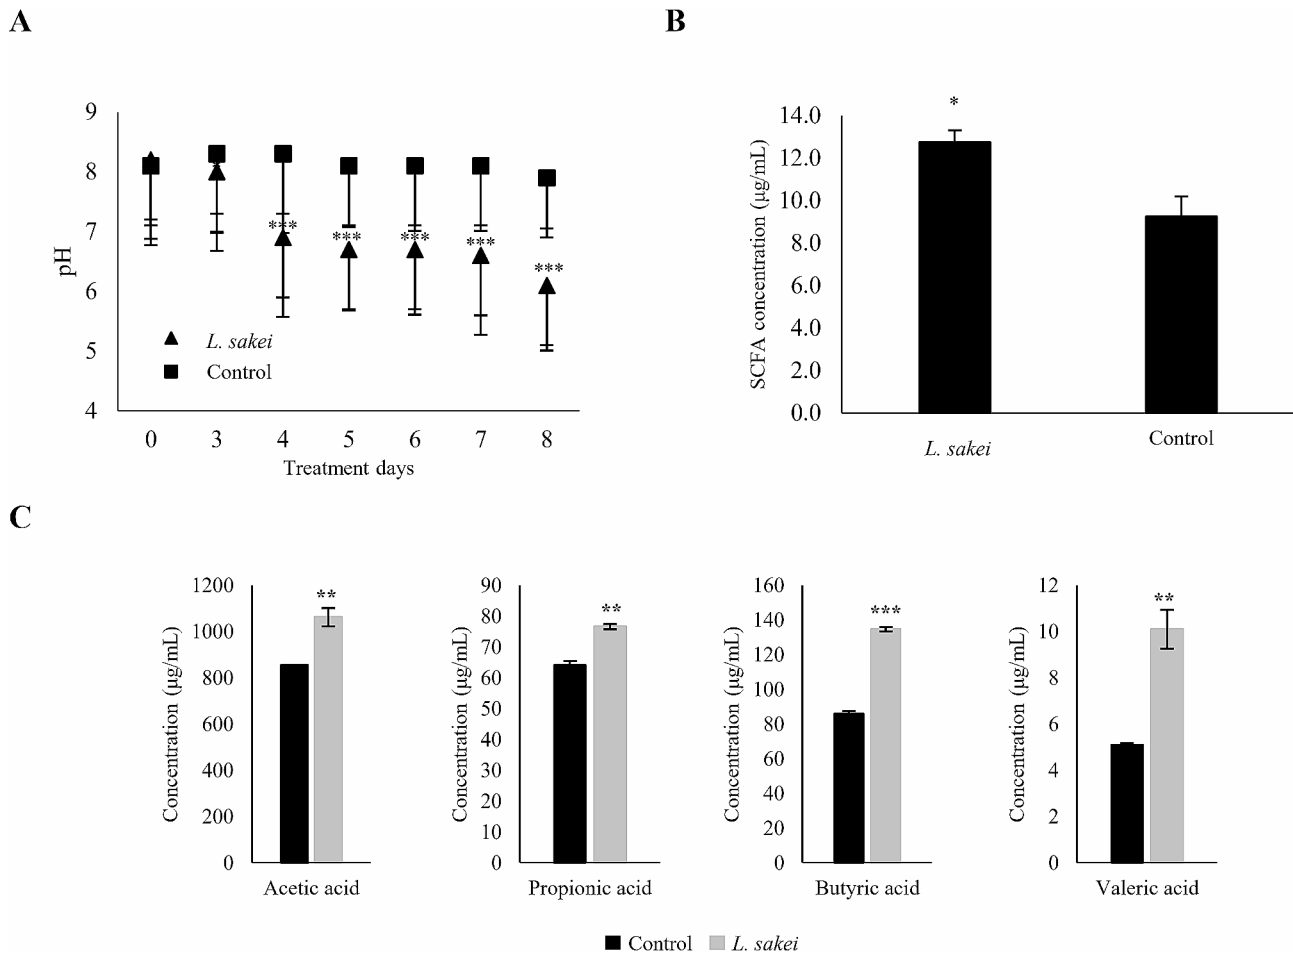 A
9
8
7
6
5
4
pH
*
***
***
***
***
***
L. sakei
Control
0 3 4 5 6 7 8
Treatment days
B
14.0
12.0
10.0
8.0
6.0
4.0
2.0
0.0
SCFA concentration (μg/mL)
*
L. sakei
Control
C
1200
1000
800
600
400
200
0
Concentration (μg/mL)
**
Acetic acid
90
80
70
60
50
40
30
20
10
0
Concentration (μg/mL)
**
Propionic acid
160
140
120
100
80
60
40
20
0
Concentration (μg/mL)
***
Butyric acid
12
10
8
6
4
2
0
Concentration (μg/mL)
**
Valeric acid
Control L. sakei